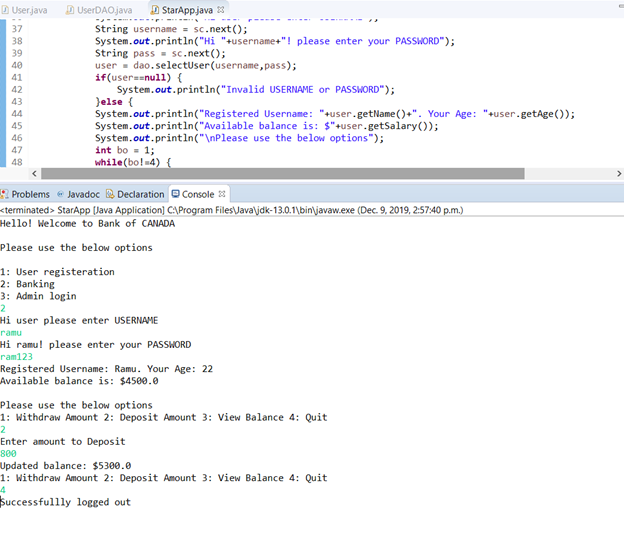 User.java UserDAO.java StarApp.java
37 String username = sc.next();
38 System.out.println("Hi "+username+"! please enter your PASSWORD");
39 String pass = sc.next();
40 user = dao.selectUser(username,pass);
41 if(user==null) {
42 System.out.println("Invalid USERNAME or PASSWORD");
43 }else {
44 System.out.println("Registered Username: "+user.getName()+". Your Age: "+user.getAge());
45 System.out.println("Available balance is: $"+user.getSalary());
46 System.out.println("\nPlease use the below options");
47 int bo = 1;
48 while(bo!=4) {
Problems Javadoc Declaration Console
<terminated> StarApp [Java Application] C:\Program Files\Java\jdk-13.0.1\bin\javaw.exe (Dec. 9, 2019, 2:57:40 p.m.)
Hello! Welcome to Bank of CANADA
Please use the below options
1: User registeration
2: Banking
3: Admin login
2
Hi user please enter USERNAME
ramu
Hi ramu! please enter your PASSWORD
ram123
Registered Username: Ramu. Your Age: 22
Available balance is: $4500.0
Please use the below options
1: Withdraw Amount 2: Deposit Amount 3: View Balance 4: Quit
2
Enter amount to Deposit
800
Updated balance: $5300.0
1: Withdraw Amount 2: Deposit Amount 3: View Balance 4: Quit
4
Successfullly logged out